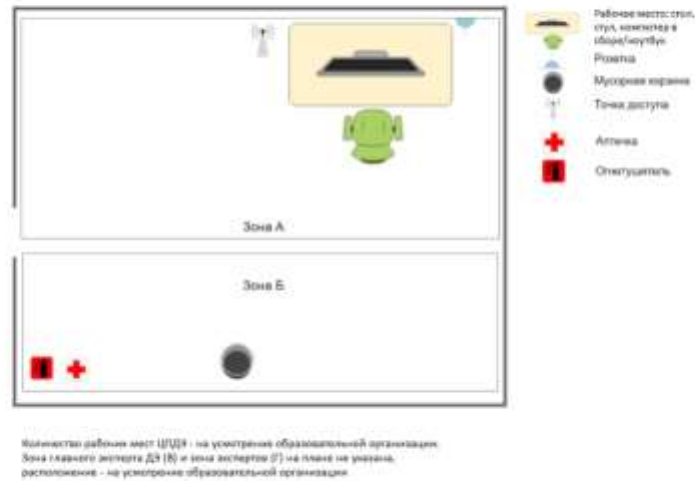 Рабочее место: стол,
стул, компьютер в
сборе/ноутбук
Розетка
Мусорная корзина
Точка доступа
Аптечка
Огнетушитель
Зона А
Зона Б
Количество рабочих мест ЦПДЭ - на усмотрение образовательной организации.
Зона главного эксперта ДЭ (В) и зона экспертов (Г) на плане не указана,
расположение - на усмотрение образовательной организации